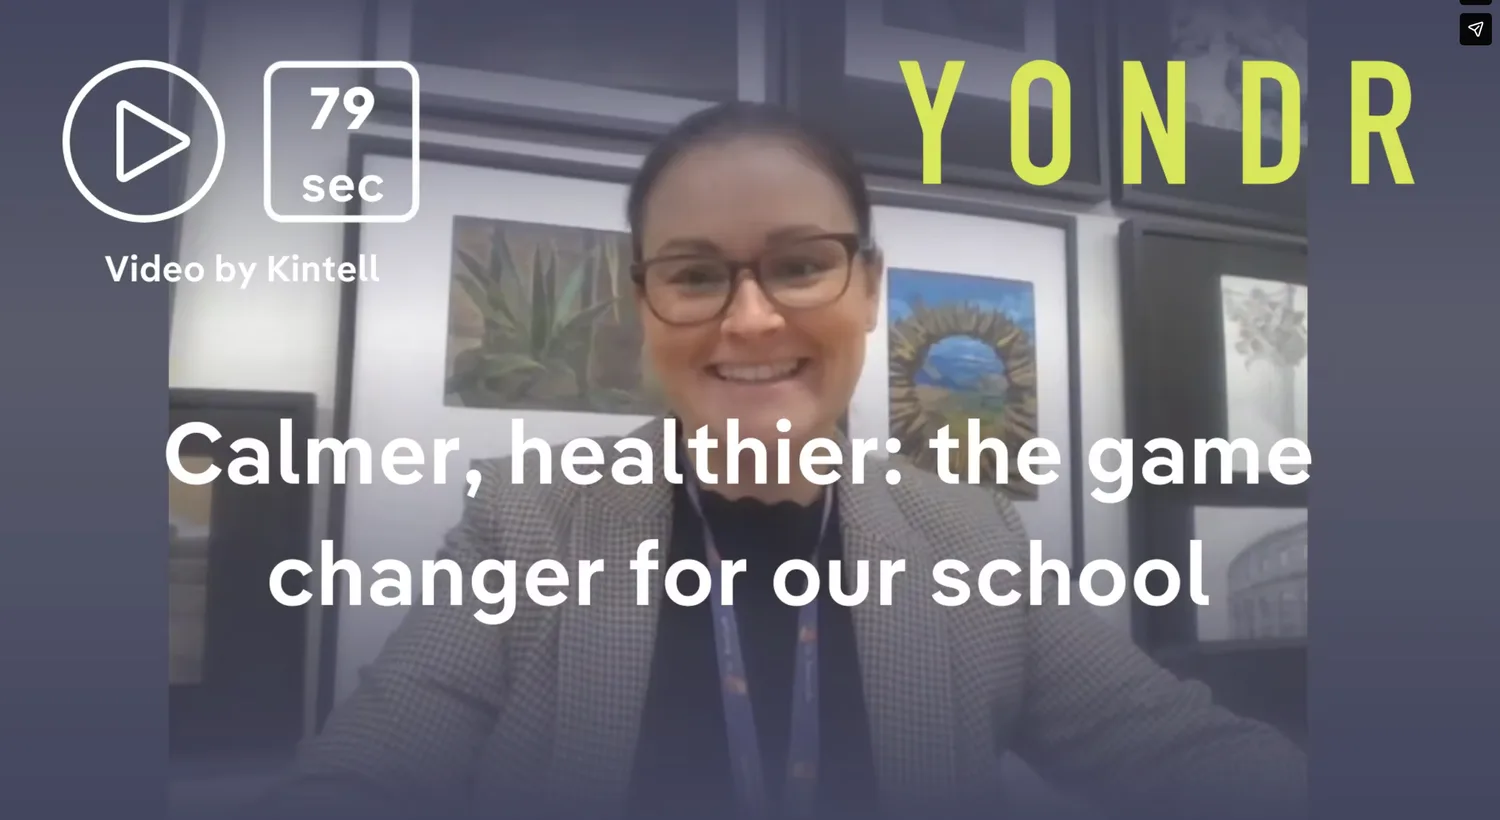 79
sec
YONDR
Video by Kintell
Calmer, healthier: the game
changer for our school